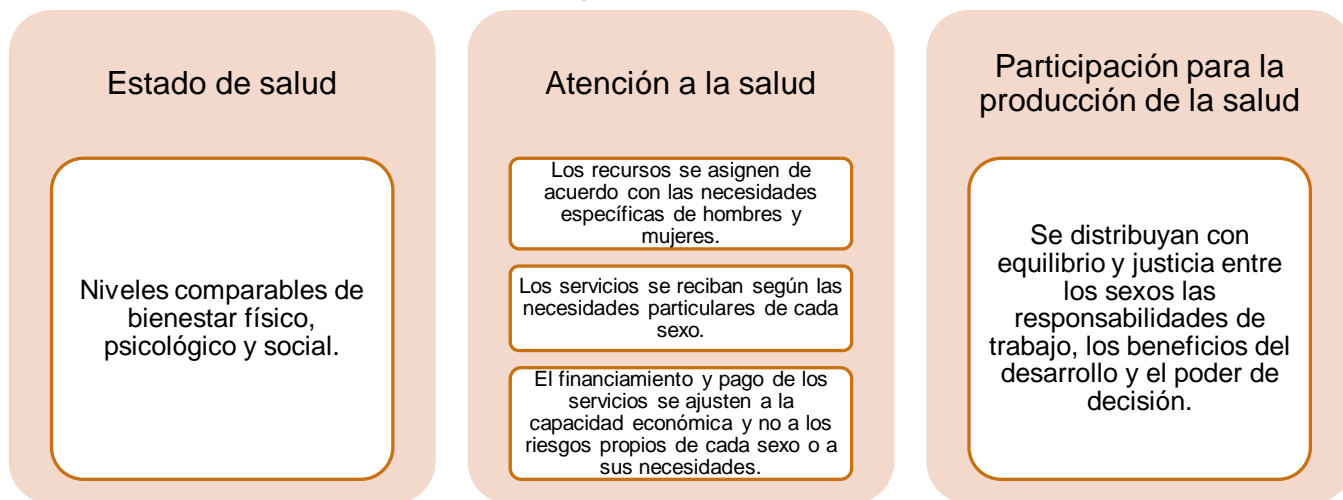 Estado de salud
Niveles comparables de
bienestar físico,
psicológico y social.
Atención a la salud
Los recursos se asignen de
acuerdo con las necesidades
específicas de hombres y
mujeres.
Los servicios se reciban según las
necesidades particulares de cada
sexo.
El financiamiento y pago de los
servicios se ajusten a la
capacidad económica y no a los
riesgos propios de cada sexo o a
sus necesidades.
Participación para la
producción de la salud
Se distribuyan con
equilibrio y justicia entre
los sexos las
responsabilidades de
trabajo, los beneficios del
desarrollo y el poder de
decisión.